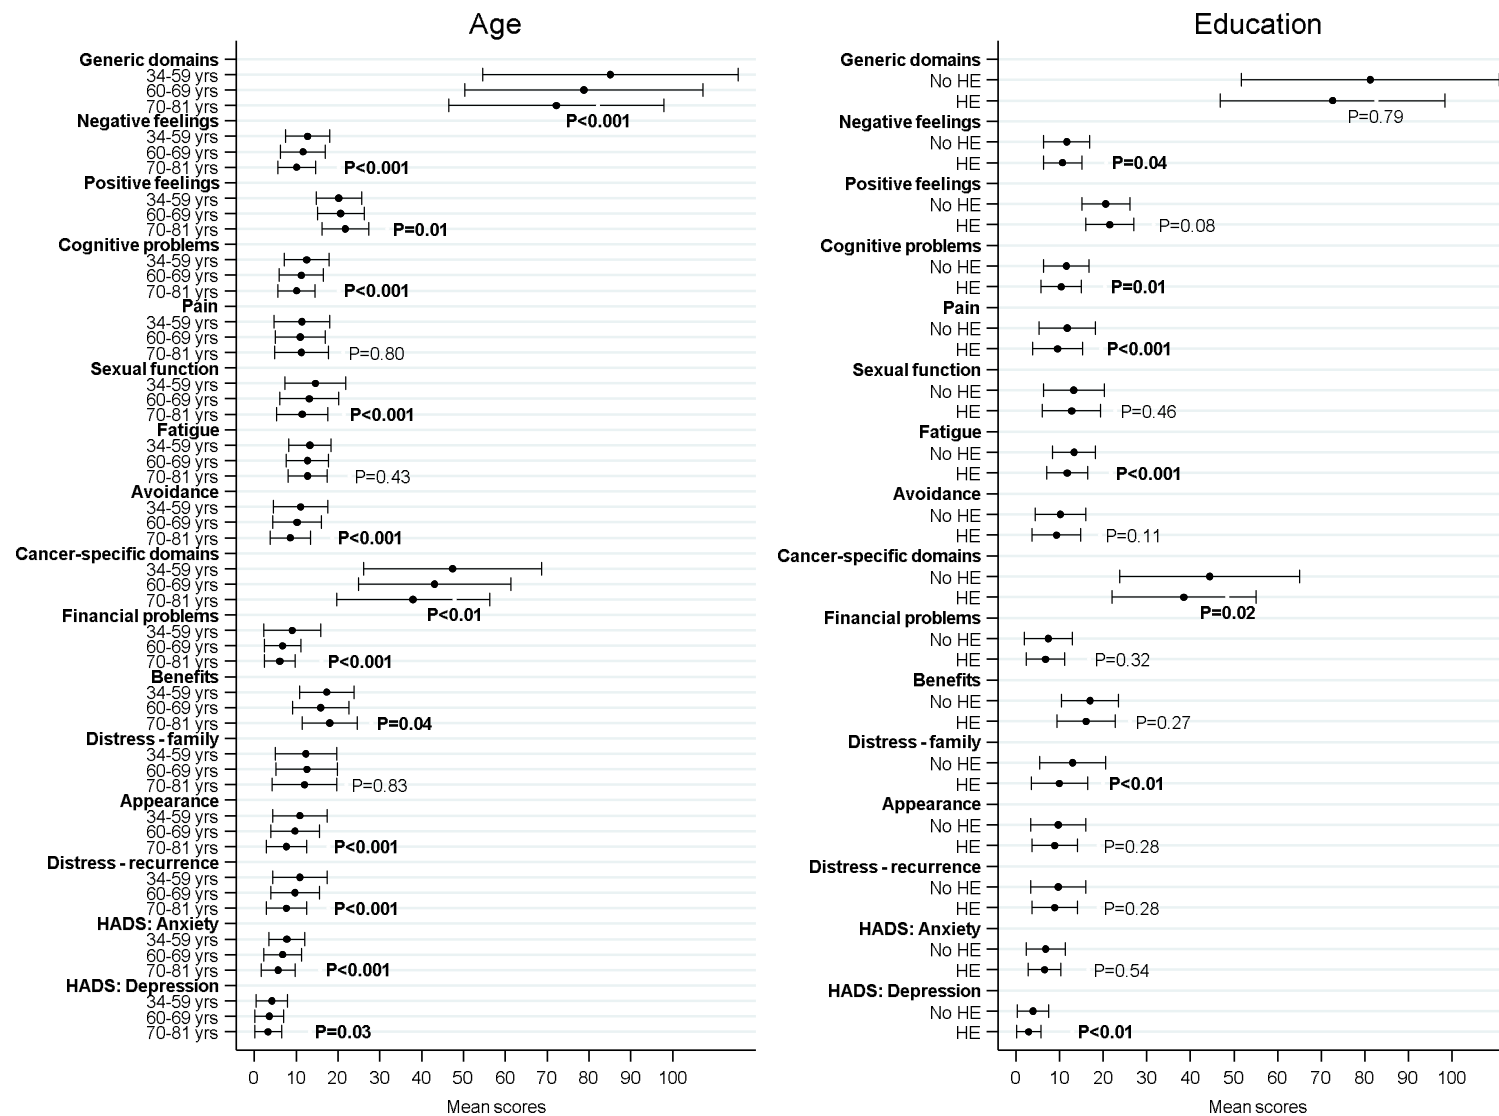 Age
Generic domains
34-59 yrs
60-69 yrs
70-81 yrs
P<0.001
Negative feelings
34-59 yrs
60-69 yrs
70-81 yrs P<0.001
Positive feelings
34-59 yrs
60-69 yrs
70-81 yrs P=0.01
Cognitive problems
34-59 yrs
60-69 yrs
70-81 yrs P<0.001
Pain
34-59 yrs
60-69 yrs
70-81 yrs P=0.80
Sexual function
34-59 yrs
60-69 yrs
70-81 yrs P<0.001
Fatigue
34-59 yrs
60-69 yrs
70-81 yrs P=0.43
Avoidance
34-59 yrs
60-69 yrs
70-81 yrs P<0.001
Cancer-specific domains
34-59 yrs
60-69 yrs
70-81 yrs
P<0.01
Financial problems
34-59 yrs
60-69 yrs
70-81 yrs P<0.001
Benefits
34-59 yrs
60-69 yrs
70-81 yrs P=0.04
Distress - family
34-59 yrs
60-69 yrs
70-81 yrs P=0.83
Appearance
34-59 yrs
60-69 yrs
70-81 yrs P<0.001
Distress - recurrence
34-59 yrs
60-69 yrs
70-81 yrs P<0.001
HADS: Anxiety
34-59 yrs
60-69 yrs
70-81 yrs P<0.001
HADS: Depression
34-59 yrs
60-69 yrs
70-81 yrs P=0.03
0 10 20 30 40 50 60 70 80 90 100
Mean scores
Education
Generic domains
No HE
HE
P=0.79
Negative feelings
No HE
HE P=0.04
Positive feelings
No HE
HE P=0.08
Cognitive problems
No HE
HE P=0.01
Pain
No HE
HE P<0.001
Sexual function
No HE
HE P=0.46
Fatigue
No HE
HE P<0.001
Avoidance
No HE
HE P=0.11
Cancer-specific domains
No HE
HE
P=0.02
Financial problems
No HE
HE P=0.32
Benefits
No HE
HE P=0.27
Distress - family
No HE
HE P<0.01
Appearance
No HE
HE P=0.28
Distress - recurrence
No HE
HE P=0.28
HADS: Anxiety
No HE
HE P=0.54
HADS: Depression
No HE
HE P<0.01
0 10 20 30 40 50 60 70 80 90 100
Mean scores